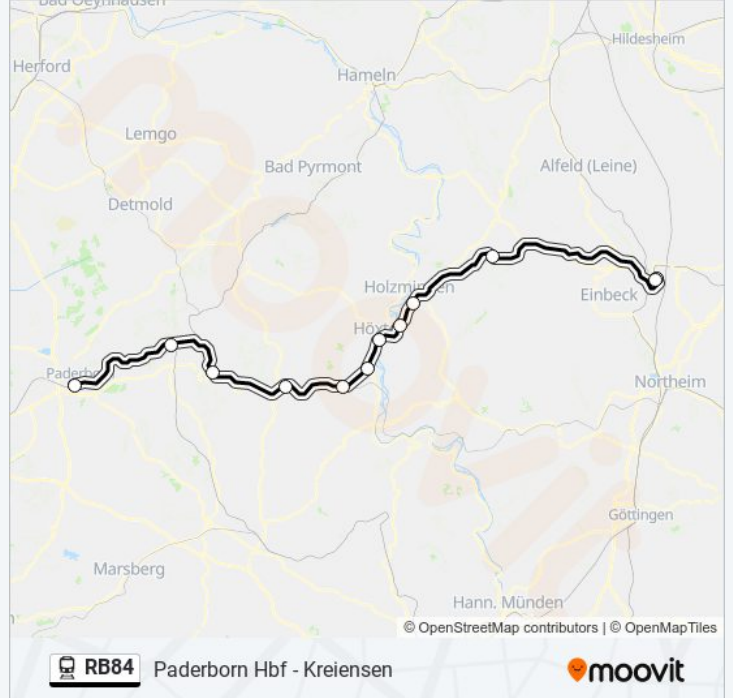 Bad Oeynhausen
Hildesheim
Herford
Hameln
Lemgo
Bad Pyrmont
Alfeld (Leine)
Detmold
Holzminden
Einbeck
Höxter
Paderborn
Northeim
Göttingen
Marsberg
Hann. Münden
© OpenStreetMap contributors | © OpenMapTiles
RB84 Paderborn Hbf - Kreiensen
moovit